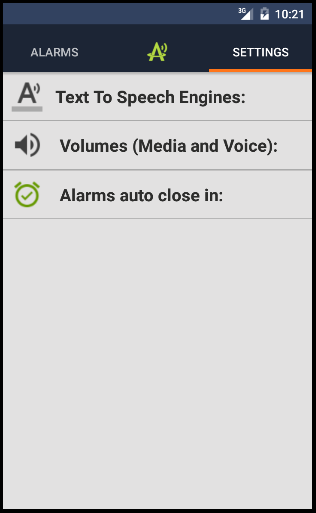 3G 10:21
ALARMS SETTINGS
Text To Speech Engines:
Volumes (Media and Voice):
Alarms auto close in: